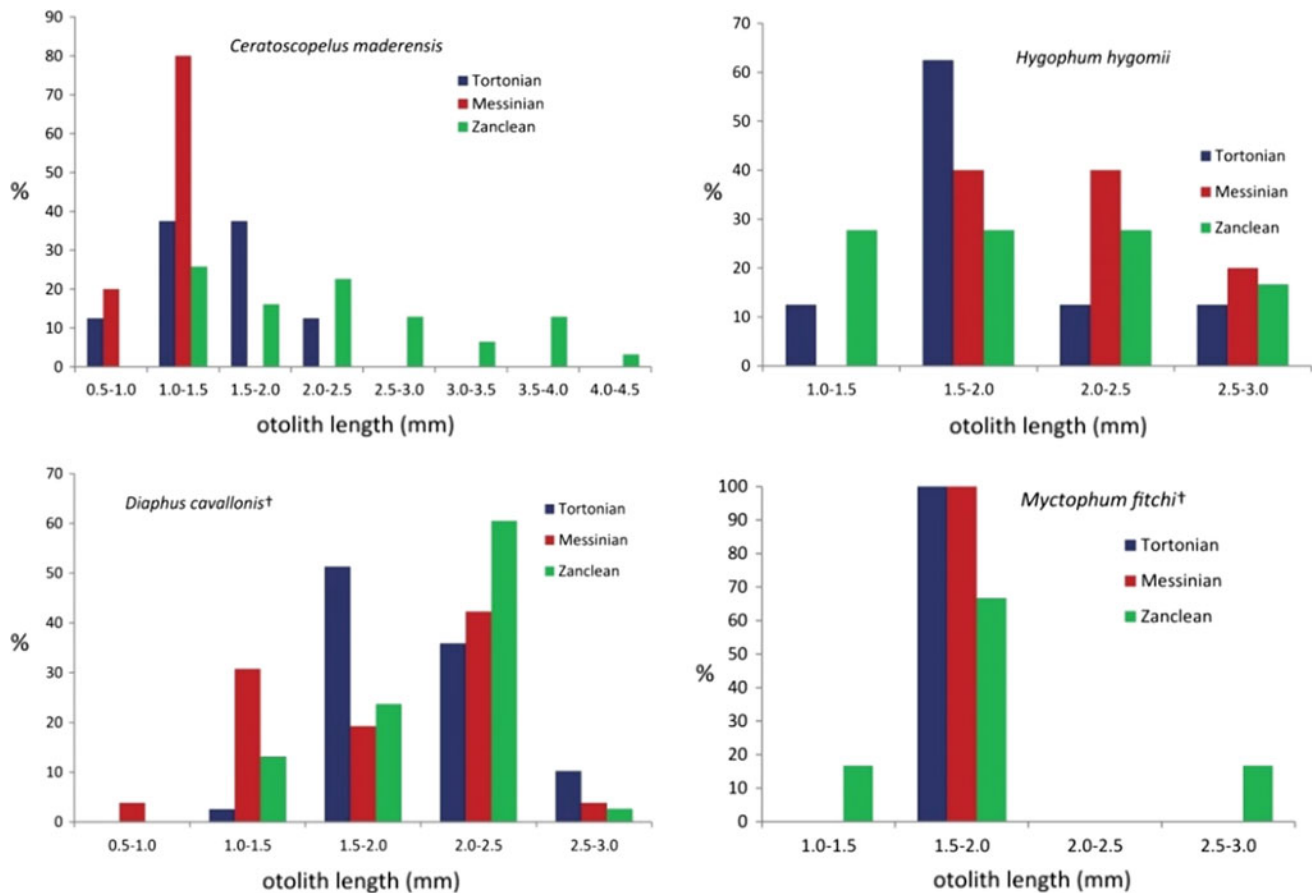 Ceratoscopelus maderensis
90
80
70
60
50
40
30
20
10
0
%
Tortonian
Messinian
Zanclean
0.5-1.0 1.0-1.5 1.5-2.0 2.0-2.5 2.5-3.0 3.0-3.5 3.5-4.0 4.0-4.5
otolith length (mm)
Hygophum hygomii
70
60
50
40
30
20
10
0
%
Tortonian
Messinian
Zanclean
1.0-1.5 1.5-2.0 2.0-2.5 2.5-3.0
otolith length (mm)
Diaphus cavallonis†
70
60
50
40
30
20
10
0
%
Tortonian
Messinian
Zanclean
0.5-1.0 1.0-1.5 1.5-2.0 2.0-2.5 2.5-3.0
otolith length (mm)
Myctophum fitchi†
100
90
80
70
60
50
40
30
20
10
0
%
Tortonian
Messinian
Zanclean
1.0-1.5 1.5-2.0 2.0-2.5 2.5-3.0
otolith length (mm)